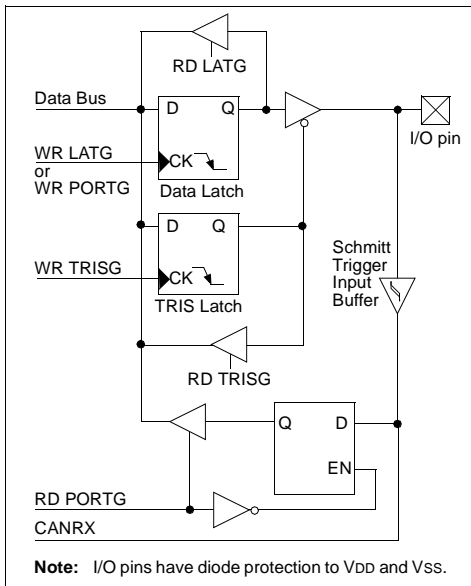 RD LATG
Data Bus
D Q
I/O pin
WR LATG
or
WR PORTG
CK
Data Latch
D Q
WR TRISG
CK
TRIS Latch
Schmitt
Trigger
Input
Buffer
RD TRISG
Q D
EN
RD PORTG
CANRX
Note: I/O pins have diode protection to VDD and VSS.